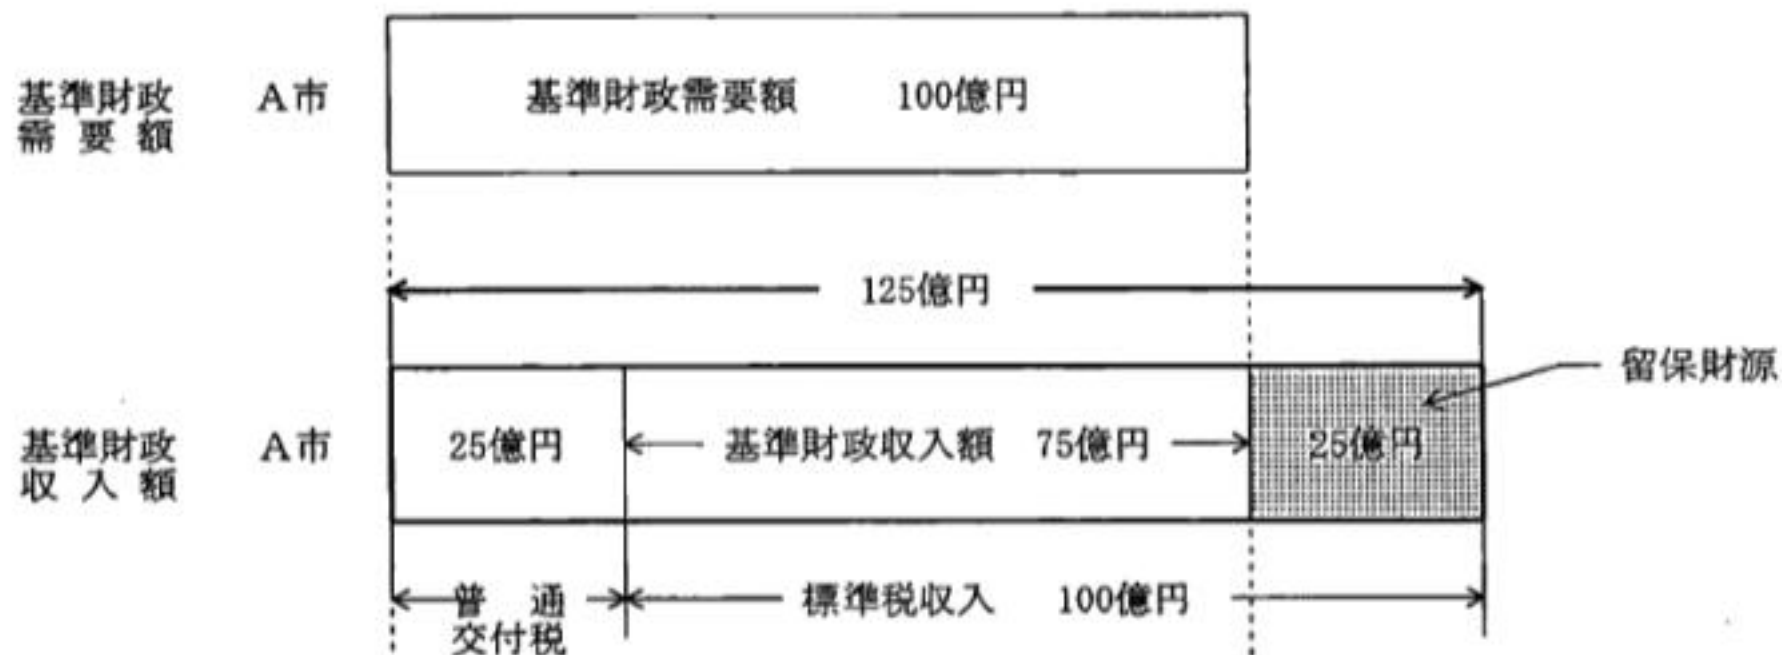 基準財政
需要額
A市
基準財政需要額 100億円
125億円
留保財源
基準財政
収入額
A市
25億円
基準財政収入額 75億円
25億円
普通
交付税
標準税収入 100億円